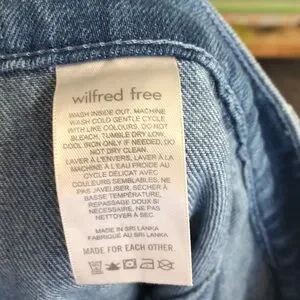 wilfred free
WASH INSIDE OUT, MACHINE
WASH COLD GENTLE CYCLE
WITH LIKE COLOURS, DO NOT
BLEACH, TUMBLE DRY LOW,
COOL IRON ONLY IF NEEDED, DO
NOT DRY CLEAN.
LAVER À L'ENVERS, LAVER À LA
MACHINE À L'EAU FROIDE AU
CYCLE DÉLICAT AVEC
COULEURS SEMBLABLES, NE
PAS JAVELISER, SÉCHER À
BASSE TEMPÉRATURE,
REPASSAGE DOUX SI
NÉCESSAIRE, NE PAS
NETTOYER À SEC.
MADE IN SRI LANKA
FABRIQUÉ AU SRI LANKA
MADE FOR EACH OTHER